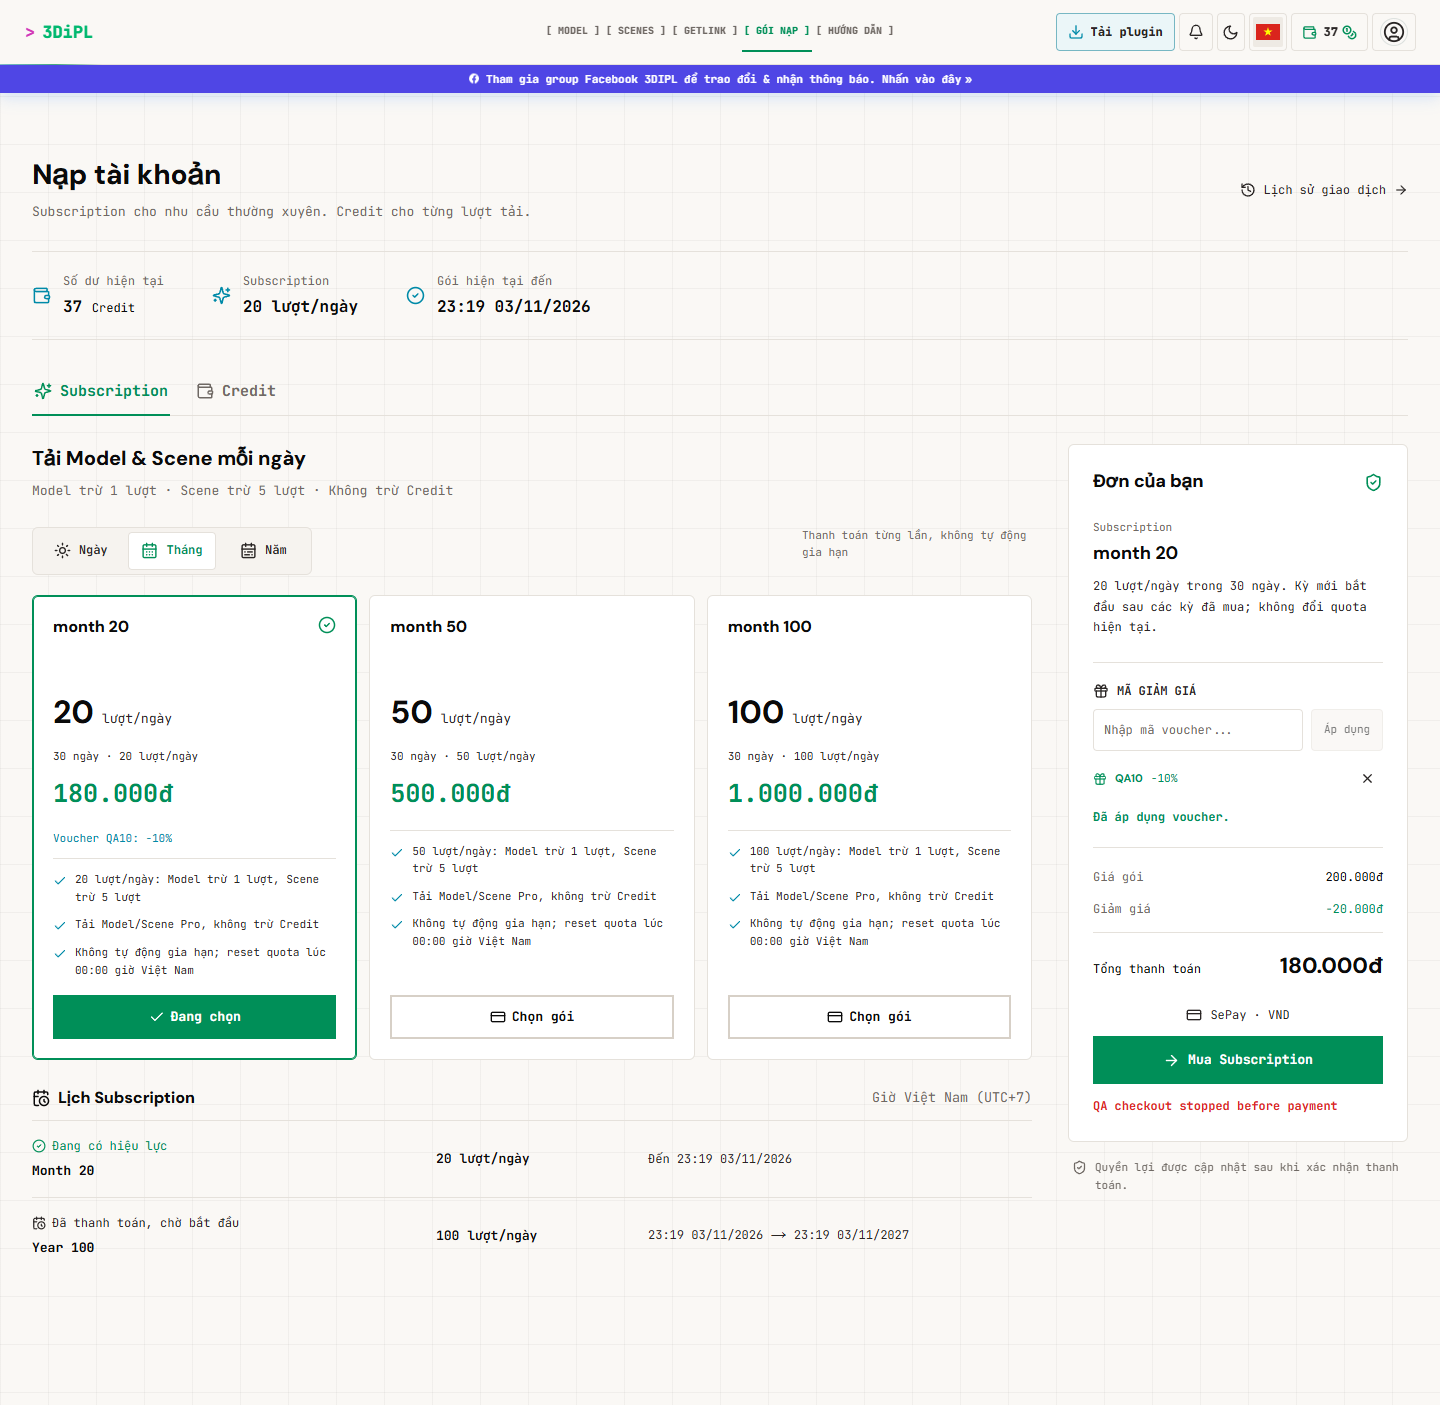 > 3DiPL
[ MODEL ] [ SCENES ] [ GETLINK ] [ GÓI NẠP ] [ HƯỚNG DẪN ]
Tải plugin
37
Tham gia group Facebook 3DIPL để trao đổi & nhận thông báo. Nhấn vào đây »
Nạp tài khoản
Subscription cho nhu cầu thường xuyên. Credit cho từng lượt tải.
Lịch sử giao dịch →
Số dư hiện tại
37 Credit
Subscription
20 lượt/ngày
Gói hiện tại đến
23:19 03/11/2026
Subscription
Credit
Tải Model & Scene mỗi ngày
Model trừ 1 lượt · Scene trừ 5 lượt · Không trừ Credit
Ngày
Tháng
Năm
Thanh toán từng lần, không tự động
gia hạn
month 20
20 lượt/ngày
30 ngày · 20 lượt/ngày
180.000đ
Voucher QA10: -10%
20 lượt/ngày: Model trừ 1 lượt, Scene
trừ 5 lượt
Tải Model/Scene Pro, không trừ Credit
Không tự động gia hạn; reset quota lúc
00:00 giờ Việt Nam
Đang chọn
month 50
50 lượt/ngày
30 ngày · 50 lượt/ngày
500.000đ
50 lượt/ngày: Model trừ 1 lượt, Scene
trừ 5 lượt
Tải Model/Scene Pro, không trừ Credit
Không tự động gia hạn; reset quota lúc
00:00 giờ Việt Nam
Chọn gói
month 100
100 lượt/ngày
30 ngày · 100 lượt/ngày
1.000.000đ
100 lượt/ngày: Model trừ 1 lượt, Scene
trừ 5 lượt
Tải Model/Scene Pro, không trừ Credit
Không tự động gia hạn; reset quota lúc
00:00 giờ Việt Nam
Chọn gói
Lịch Subscription
Giờ Việt Nam (UTC+7)
Đang có hiệu lực
Month 20
20 lượt/ngày
Đến 23:19 03/11/2026
Đã thanh toán, chờ bắt đầu
Year 100
100 lượt/ngày
23:19 03/11/2026 → 23:19 03/11/2027
Đơn của bạn
Subscription
month 20
20 lượt/ngày trong 30 ngày. Kỳ mới bắt
đầu sau các kỳ đã mua; không đổi quota
hiện tại.
MÃ GIẢM GIÁ
Nhập mã voucher...
Áp dụng
QA10 -10%
Đã áp dụng voucher.
Giá gói 200.000đ
Giảm giá -20.000đ
Tổng thanh toán 180.000đ
SePay · VND
→ Mua Subscription
QA checkout stopped before payment
Quyền lợi được cập nhật sau khi xác nhận thanh
toán.